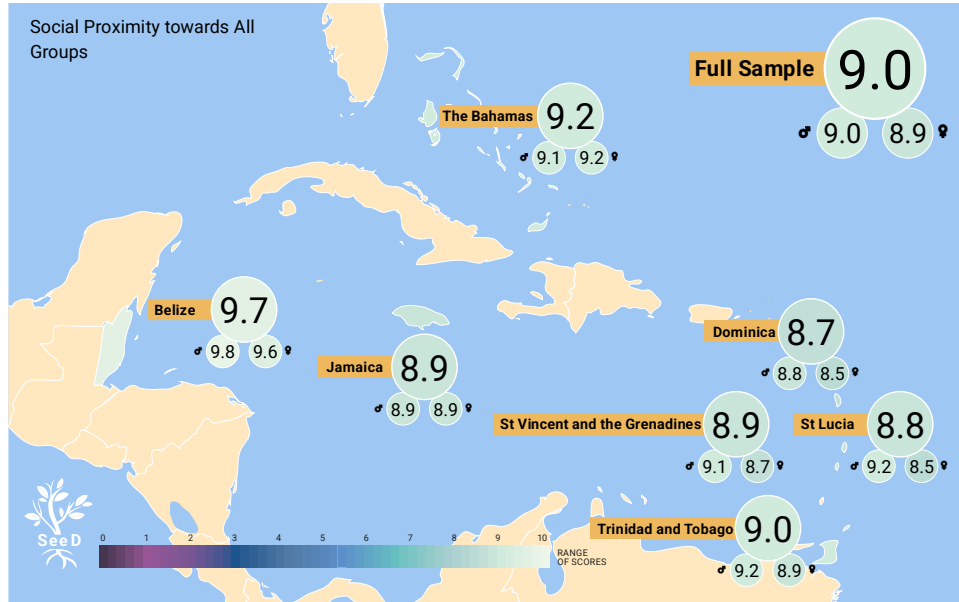 Social Proximity towards All
Groups
Full Sample
9.0
♂ 9.0 8.9 ♀
The Bahamas
9.2
♂ 9.1 9.2 ♀
Belize
9.7
♂ 9.8 9.6 ♀
Jamaica
8.9
♂ 8.9 8.9 ♀
Dominica
8.7
♂ 8.8 8.5 ♀
St Vincent and the Grenadines
8.9
♂ 9.1 8.7 ♀
St Lucia
8.8
♂ 9.2 8.5 ♀
Trinidad and Tobago
9.0
♂ 9.2 8.9 ♀
SeeD
0 1 2 3 4 5 6 7 8 9 10
RANGE
OF SCORES